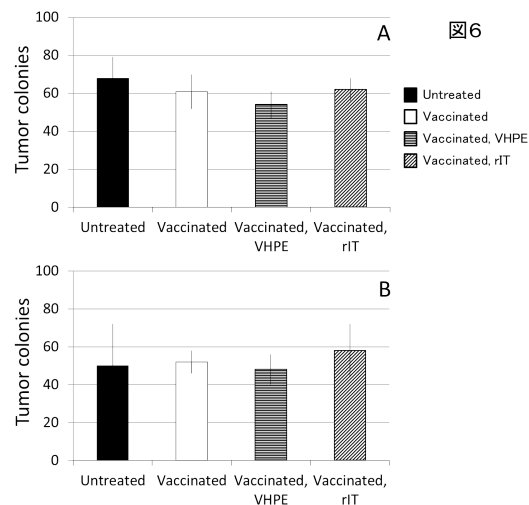 図6
A
Tumor colonies
100
80
60
40
20
0
Untreated
Vaccinated
Vaccinated,
VHPE
Vaccinated,
rIT
Untreated
Vaccinated
Vaccinated, VHPE
Vaccinated, rIT
B
Tumor colonies
100
80
60
40
20
0
Untreated
Vaccinated
Vaccinated,
VHPE
Vaccinated,
rIT